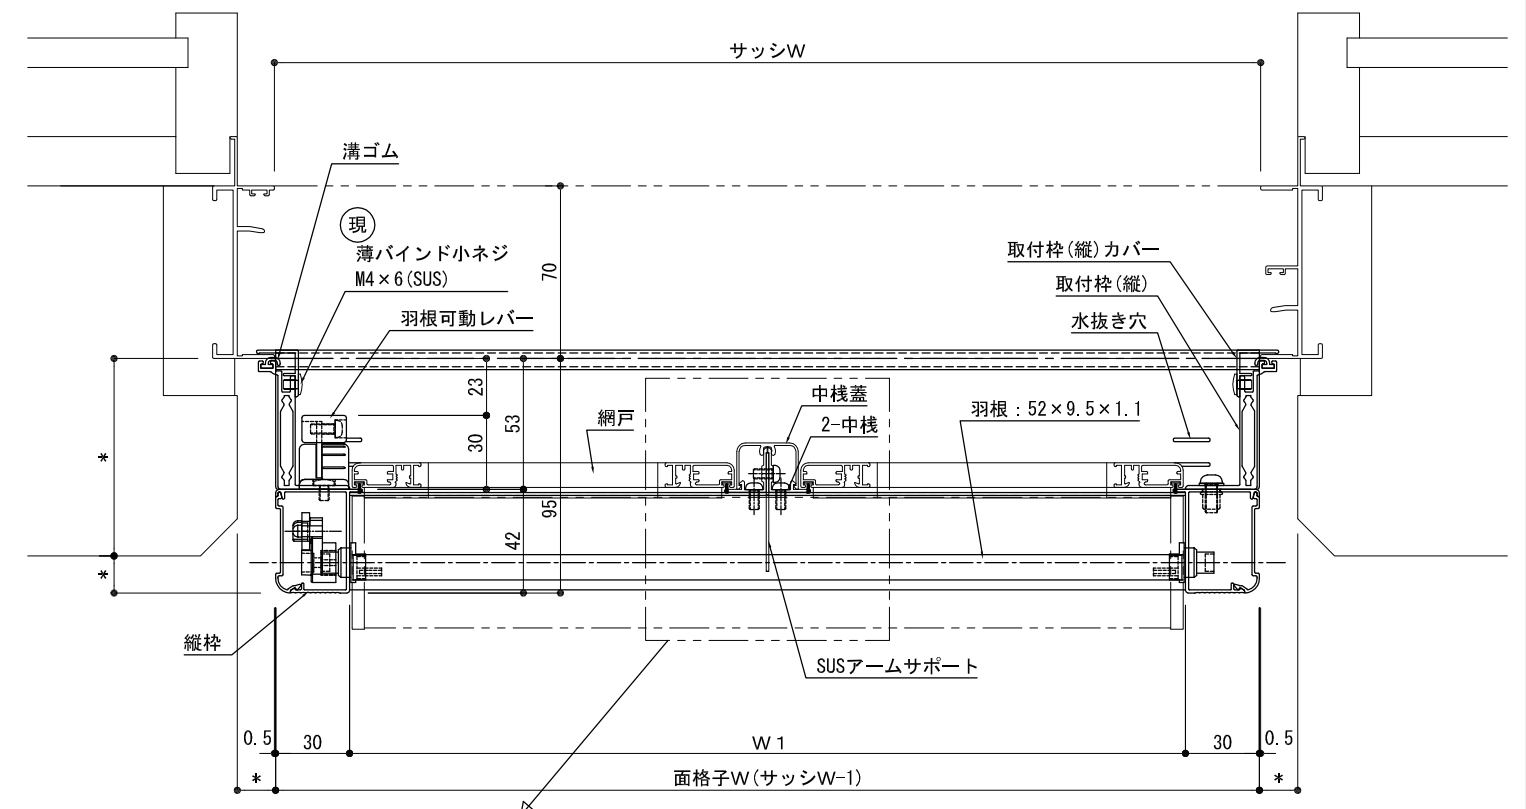 サッシW
溝ゴム
現
薄バインド小ネジ
M4×6(SUS)
羽根可動レバー
取付枠(縦)カバー
取付枠(縦)
水抜き穴
70
23
53
30
中桟蓋
2-中桟
網戸
羽根：52×9.5×1.1
*
95
42
*
縦枠
SUSアームサポート
0.5
30
W1
30
0.5
*
面格子W(サッシW-1)
*